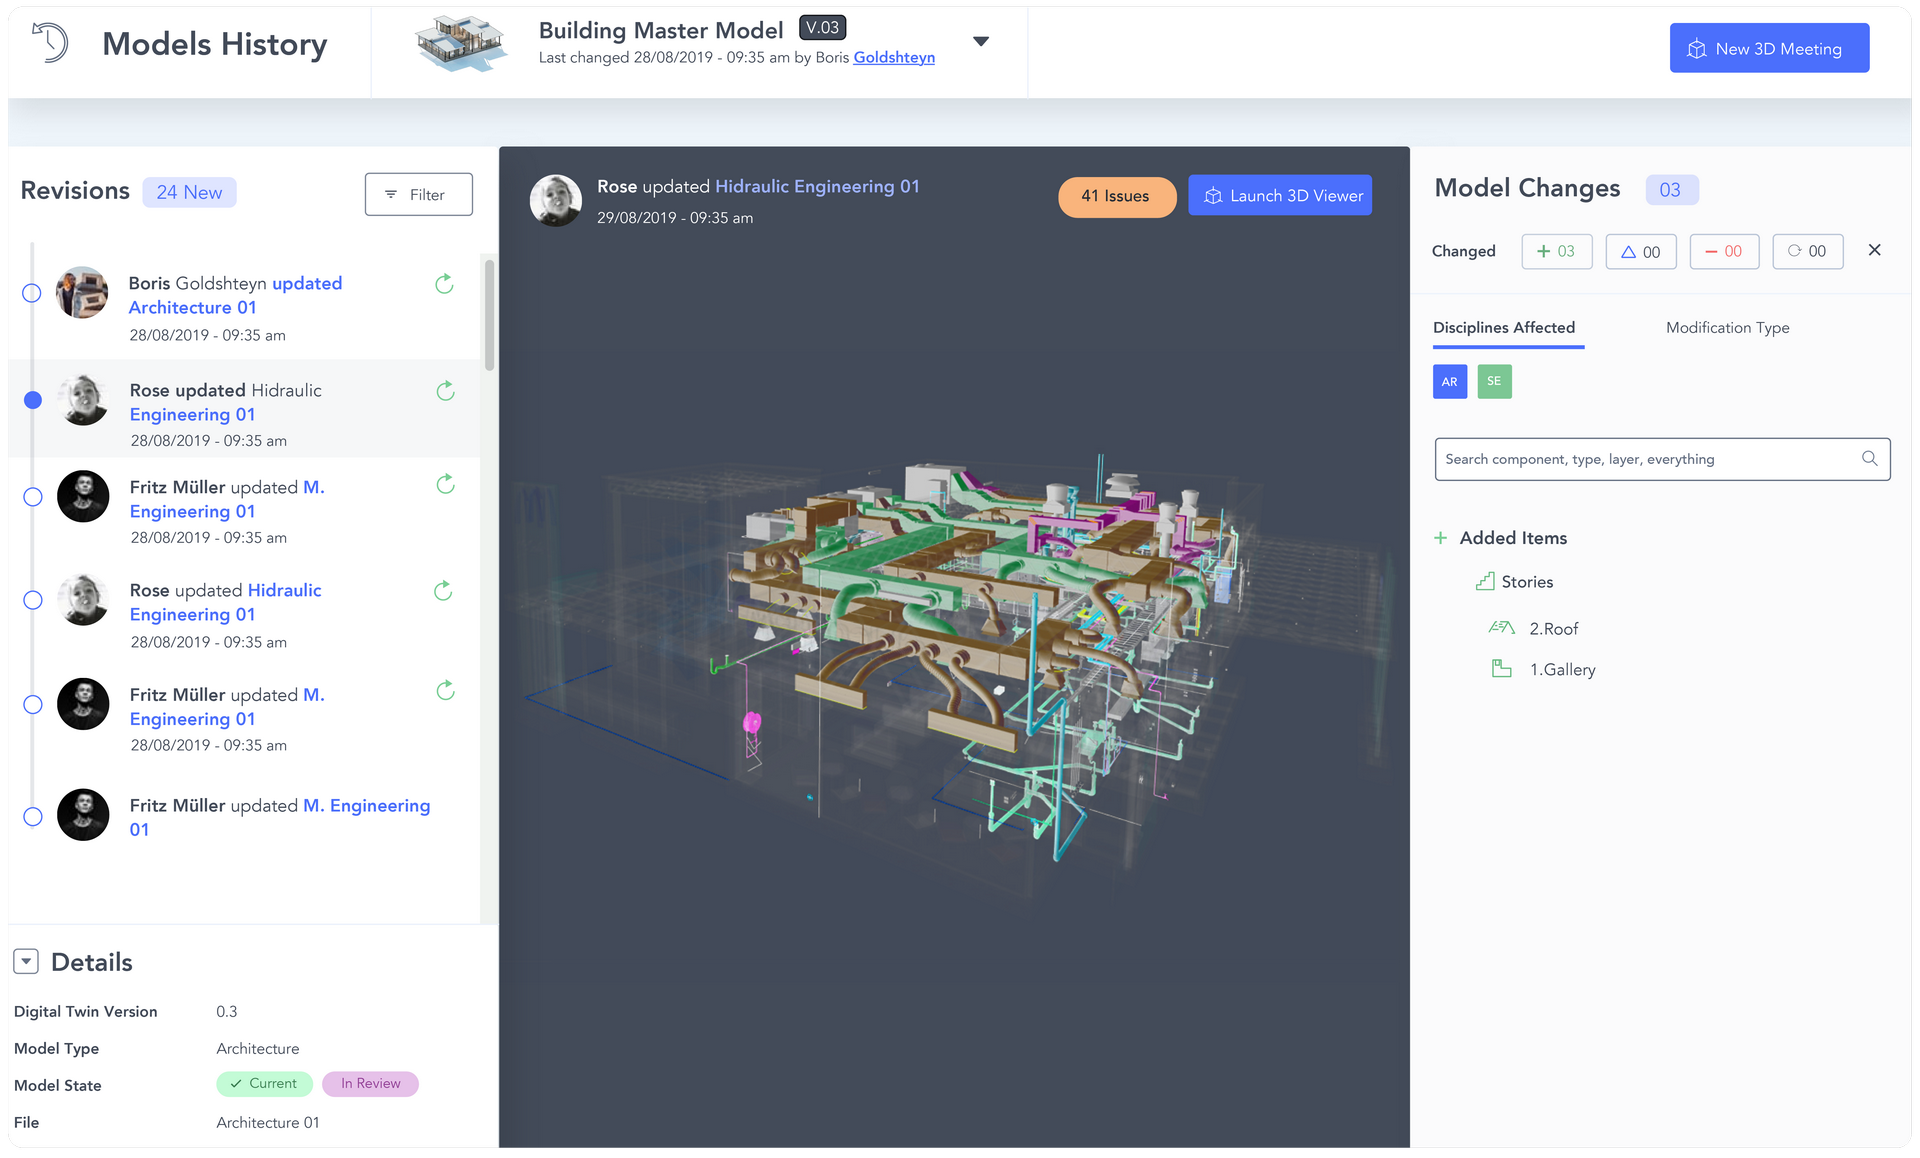 Models History
Building Master Model V.03
Last changed 28/08/2019 - 09:35 am by Boris Goldshteyn
New 3D Meeting
Revisions 24 New
Filter
Boris Goldshteyn updated
Architecture 01
28/08/2019 - 09:35 am
Rose updated Hidraulic
Engineering 01
28/08/2019 - 09:35 am
Fritz Müller updated M.
Engineering 01
28/08/2019 - 09:35 am
Rose updated Hidraulic
Engineering 01
28/08/2019 - 09:35 am
Fritz Müller updated M.
Engineering 01
28/08/2019 - 09:35 am
Fritz Müller updated M. Engineering
01
Details
Digital Twin Version 0.3
Model Type Architecture
Model State Current In Review
File Architecture 01
Rose updated Hidraulic Engineering 01
29/08/2019 - 09:35 am
41 Issues
Launch 3D Viewer
Model Changes 03
Changed + 03 00 − 00 00
Disciplines Affected
Modification Type
AR SE
Search component, type, layer, everything
+ Added Items
Stories
2.Roof
1.Gallery